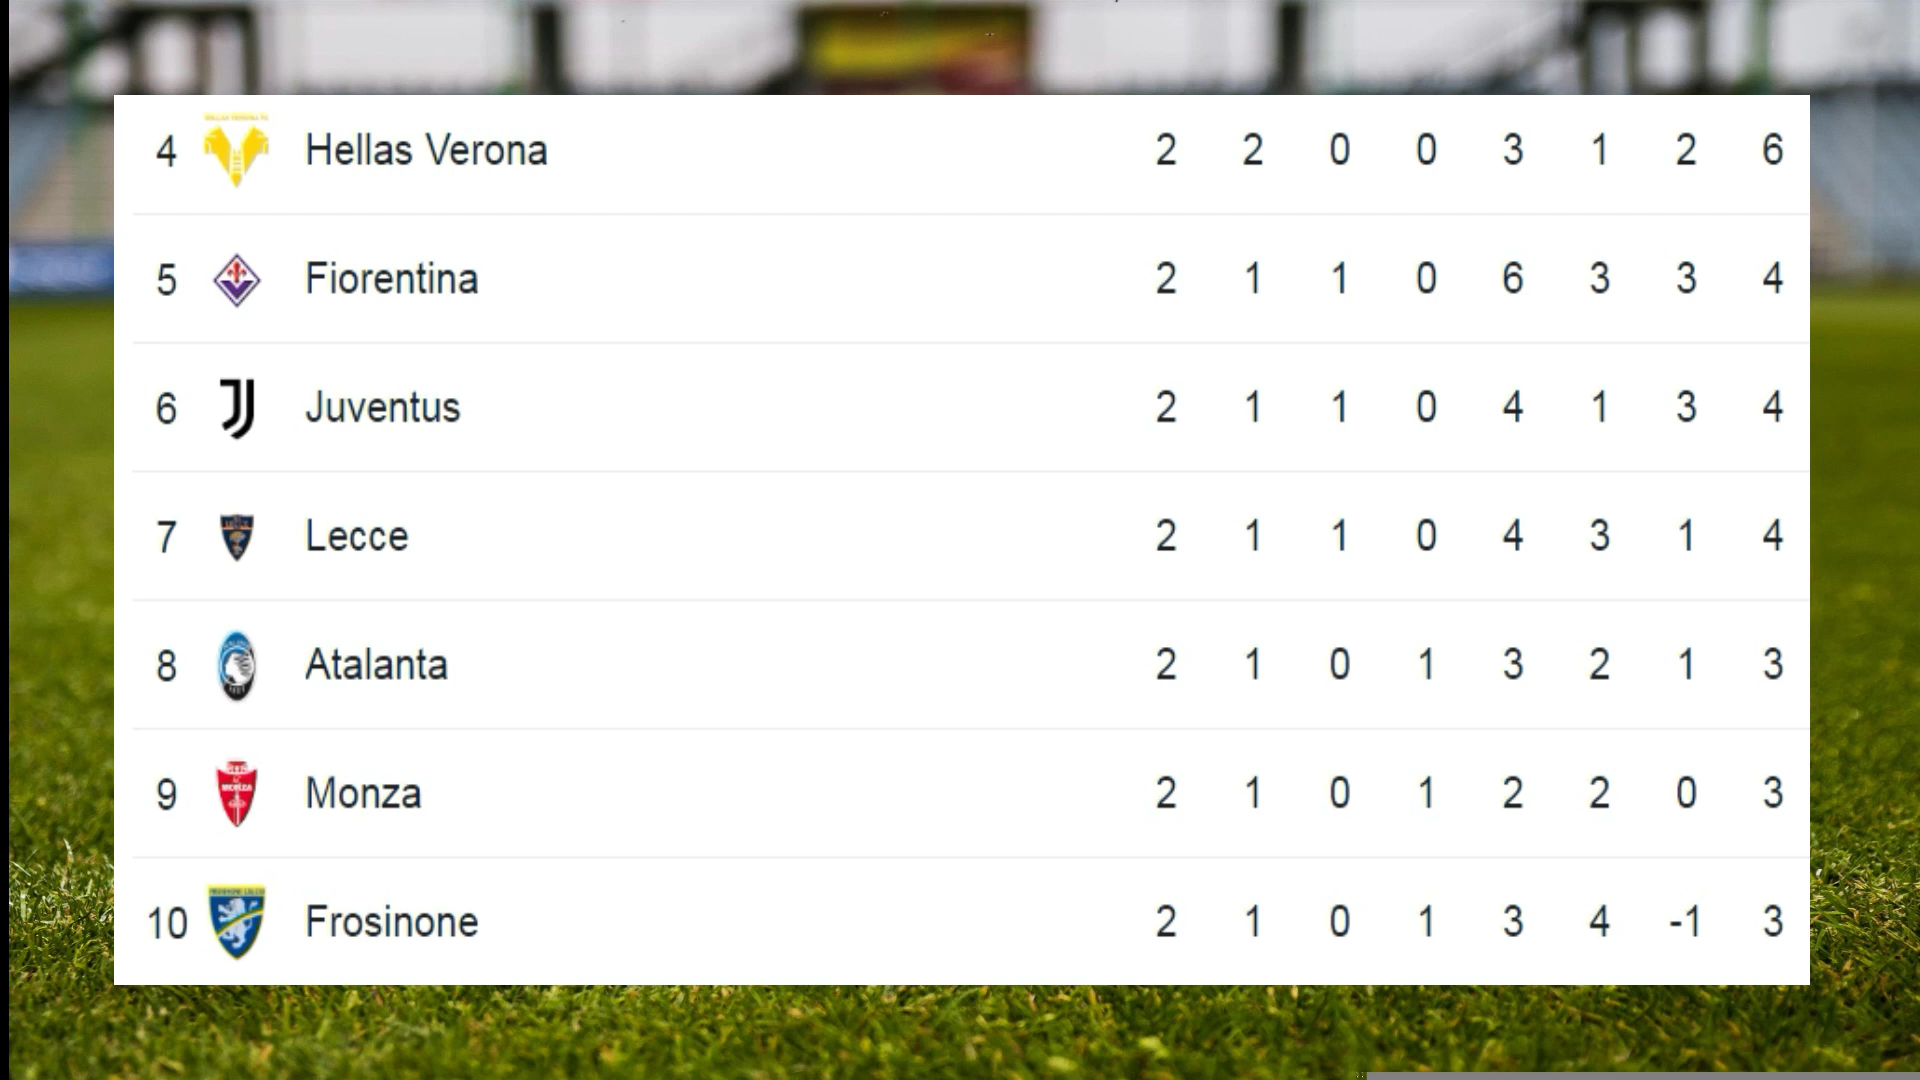 4 Hellas Verona 2 2 0 0 3 1 2 6
5 Fiorentina 2 1 1 0 6 3 3 4
6 Juventus 2 1 1 0 4 1 3 4
7 Lecce 2 1 1 0 4 3 1 4
8 Atalanta 2 1 0 1 3 2 1 3
9 MONZA Monza 2 1 0 1 2 2 0 3
10 Frosinone 2 1 0 1 3 4 -1 3